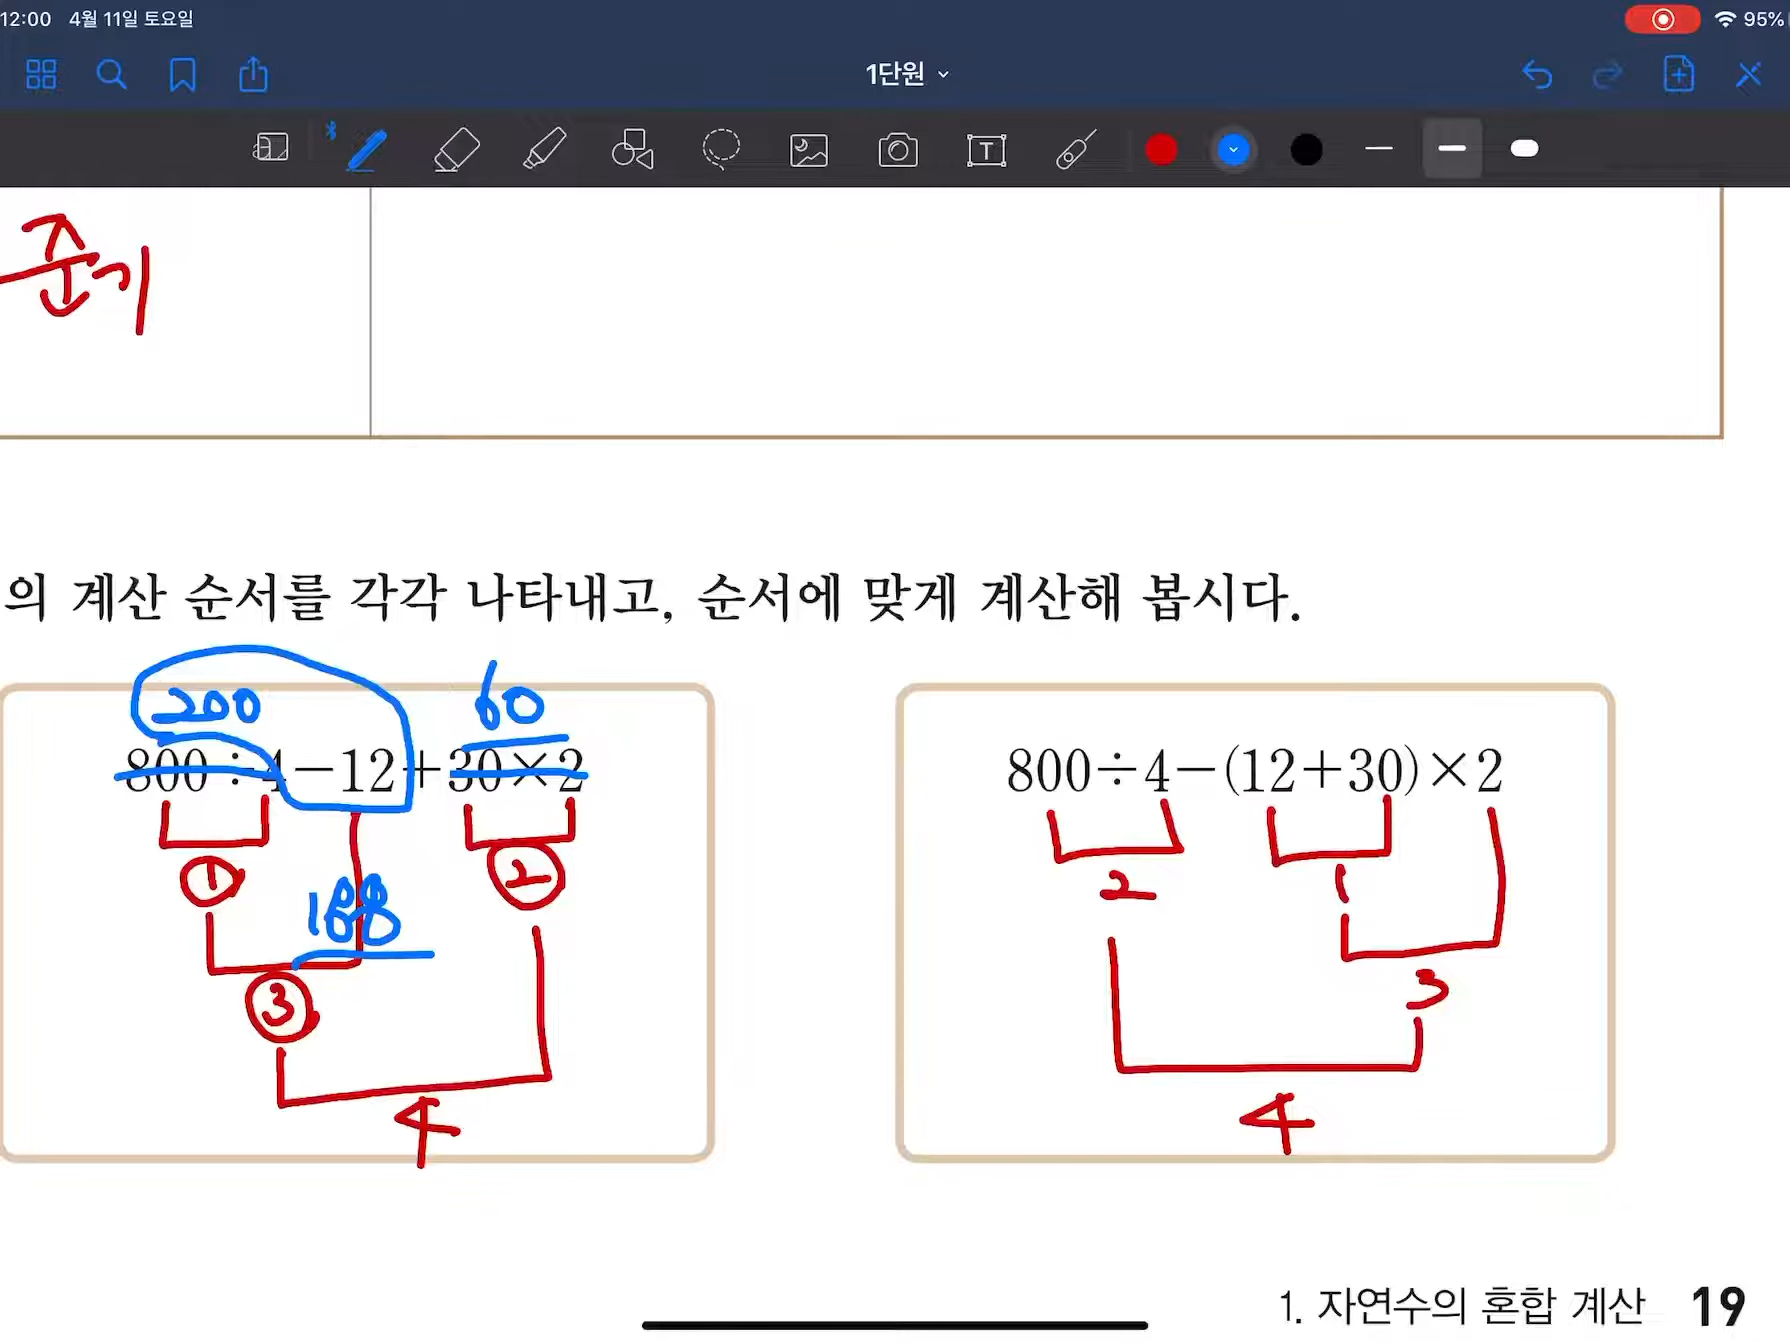 12:00 4월 11일 토요일 95%
1단원
준기
의 계산 순서를 각각 나타내고, 순서에 맞게 계산해 봅시다.
200 60
800÷4−12+30×2
① ②
188
③
4
800÷4−(12+30)×2
2 1
3
4
1. 자연수의 혼합 계산 19